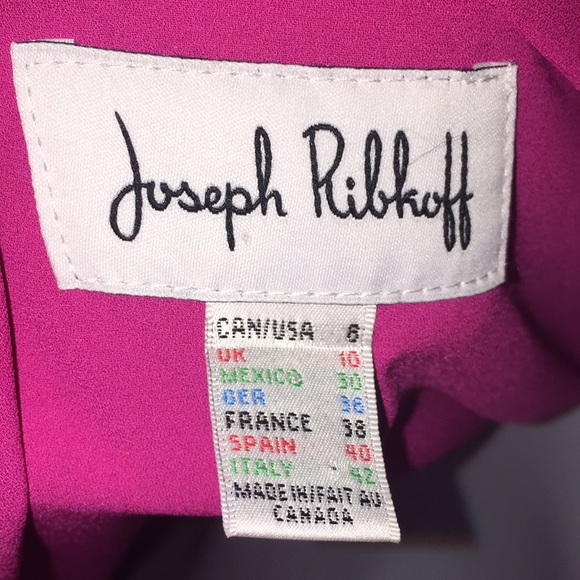 Joseph Ribkoff
CAN/USA 6
UK 10
MEXICO 30
GER 36
FRANCE 38
SPAIN 40
ITALY 42
MADE IN/FAIT AU
CANADA